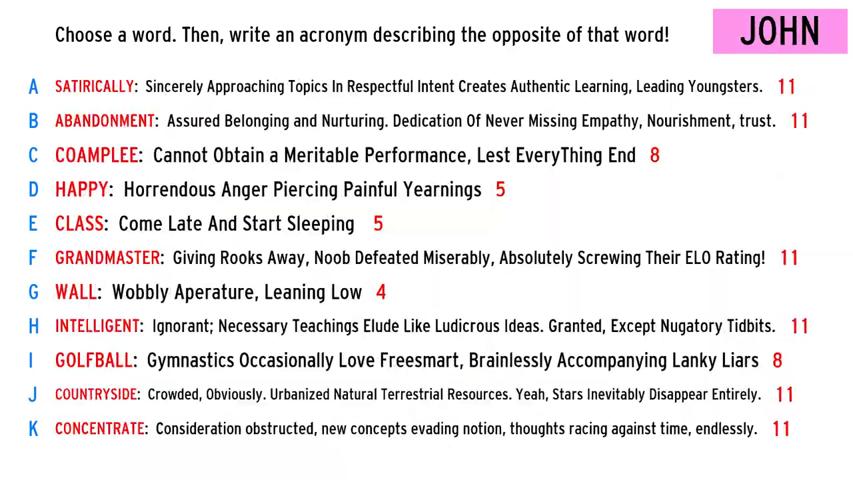 Choose a word. Then, write an acronym describing the opposite of that word!
JOHN
A SATIRICALLY: Sincerely Approaching Topics In Respectful Intent Creates Authentic Learning, Leading Youngsters. 11
B ABANDONMENT: Assured Belonging and Nurturing. Dedication Of Never Missing Empathy, Nourishment, trust. 11
C COAMPLEE: Cannot Obtain a Meritable Performance, Lest EveryThing End 8
D HAPPY: Horrendous Anger Piercing Painful Yearnings 5
E CLASS: Come Late And Start Sleeping 5
F GRANDMASTER: Giving Rooks Away, Noob Defeated Miserably, Absolutely Screwing Their ELO Rating! 11
G WALL: Wobbly Aperature, Leaning Low 4
H INTELLIGENT: Ignorant; Necessary Teachings Elude Like Ludicrous Ideas. Granted, Except Nugatory Tidbits. 11
I GOLFBALL: Gymnastics Occasionally Love Freesmart, Brainlessly Accompanying Lanky Liars 8
J COUNTRYSIDE: Crowded, Obviously. Urbanized Natural Terrestrial Resources. Yeah, Stars Inevitably Disappear Entirely. 11
K CONCENTRATE: Consideration obstructed, new concepts evading notion, thoughts racing against time, endlessly. 11